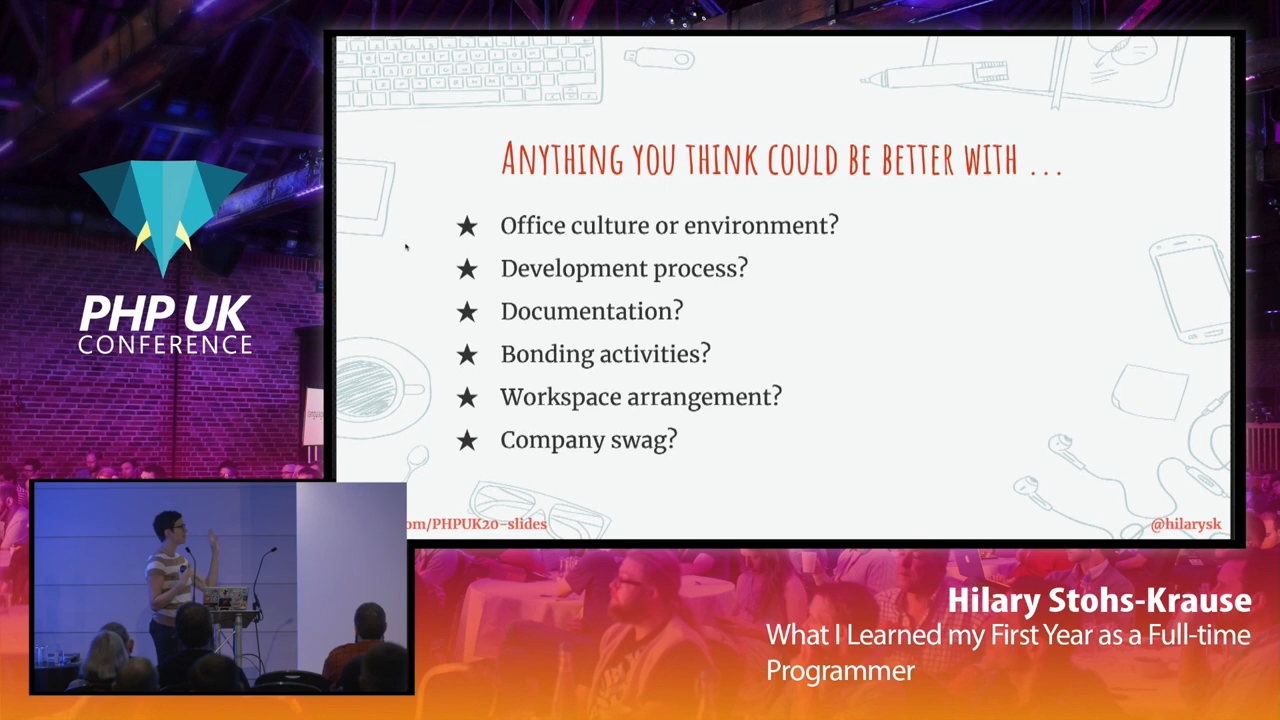 PHP UK
CONFERENCE
Anything you think could be better with ...
★ Office culture or environment?
★ Development process?
★ Documentation?
★ Bonding activities?
★ Workspace arrangement?
★ Company swag?
om/PHPUK20-slides
@hilarysk
Hilary Stohs-Krause
What I Learned my First Year as a Full-time
Programmer